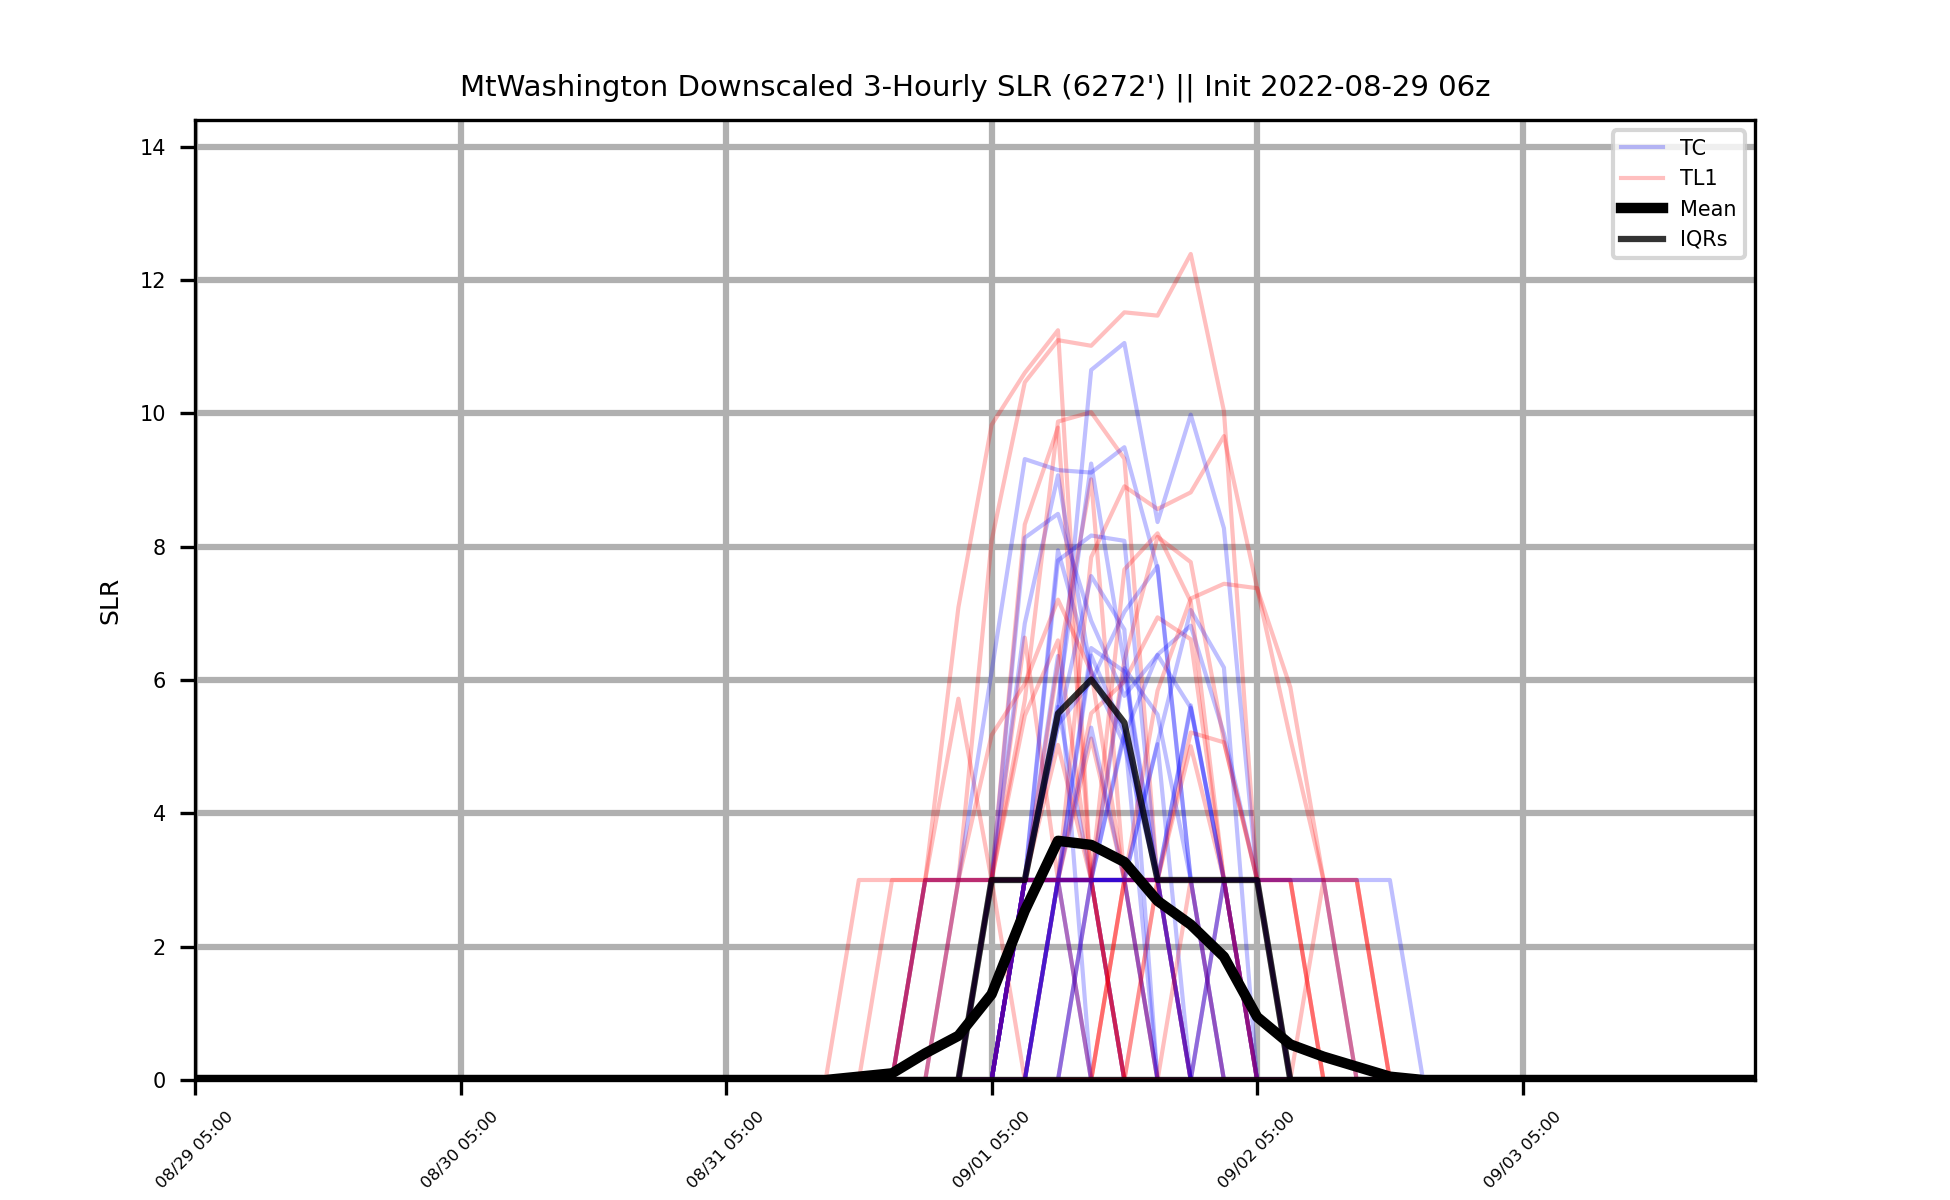 MtWashington Downscaled 3-Hourly SLR (6272') || Init 2022-08-29 06z
14
12
10
8
6
4
2
0
SLR
TC
TL1
Mean
IQRs
08/29 05:00
08/30 05:00
08/31 05:00
09/01 05:00
09/02 05:00
09/03 05:00